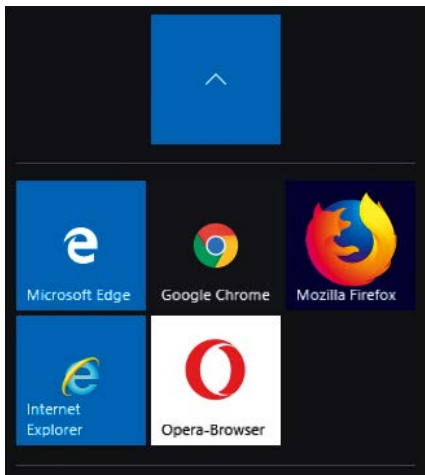 Microsoft Edge
Google Chrome
Mozilla Firefox
Internet
Explorer
Opera-Browser